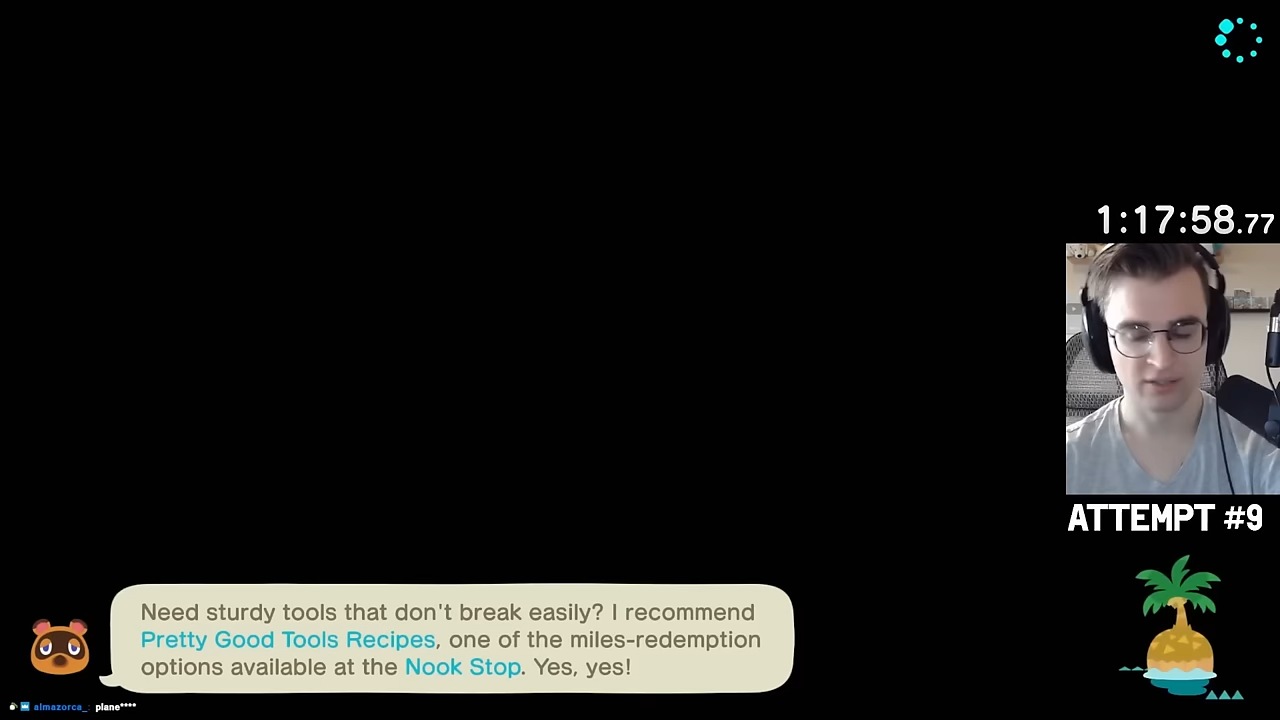 1:17:58.77
ATTEMPT #9
Need sturdy tools that don't break easily? I recommend
Pretty Good Tools Recipes, one of the miles-redemption
options available at the Nook Stop. Yes, yes!
almazorca_: plane****